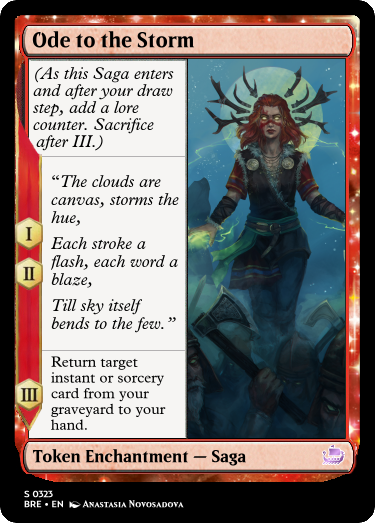 Ode to the Storm
(As this Saga enters
and after your draw
step, add a lore
counter. Sacrifice
after III.)
“The clouds are
canvas, storms the
hue,
I
Each stroke a
flash, each word a
blaze,
II
Till sky itself
bends to the few.”
III
Return target
instant or sorcery
card from your
graveyard to your
hand.
Token Enchantment — Saga
S 0323
BRE • EN Anastasia Novosadova